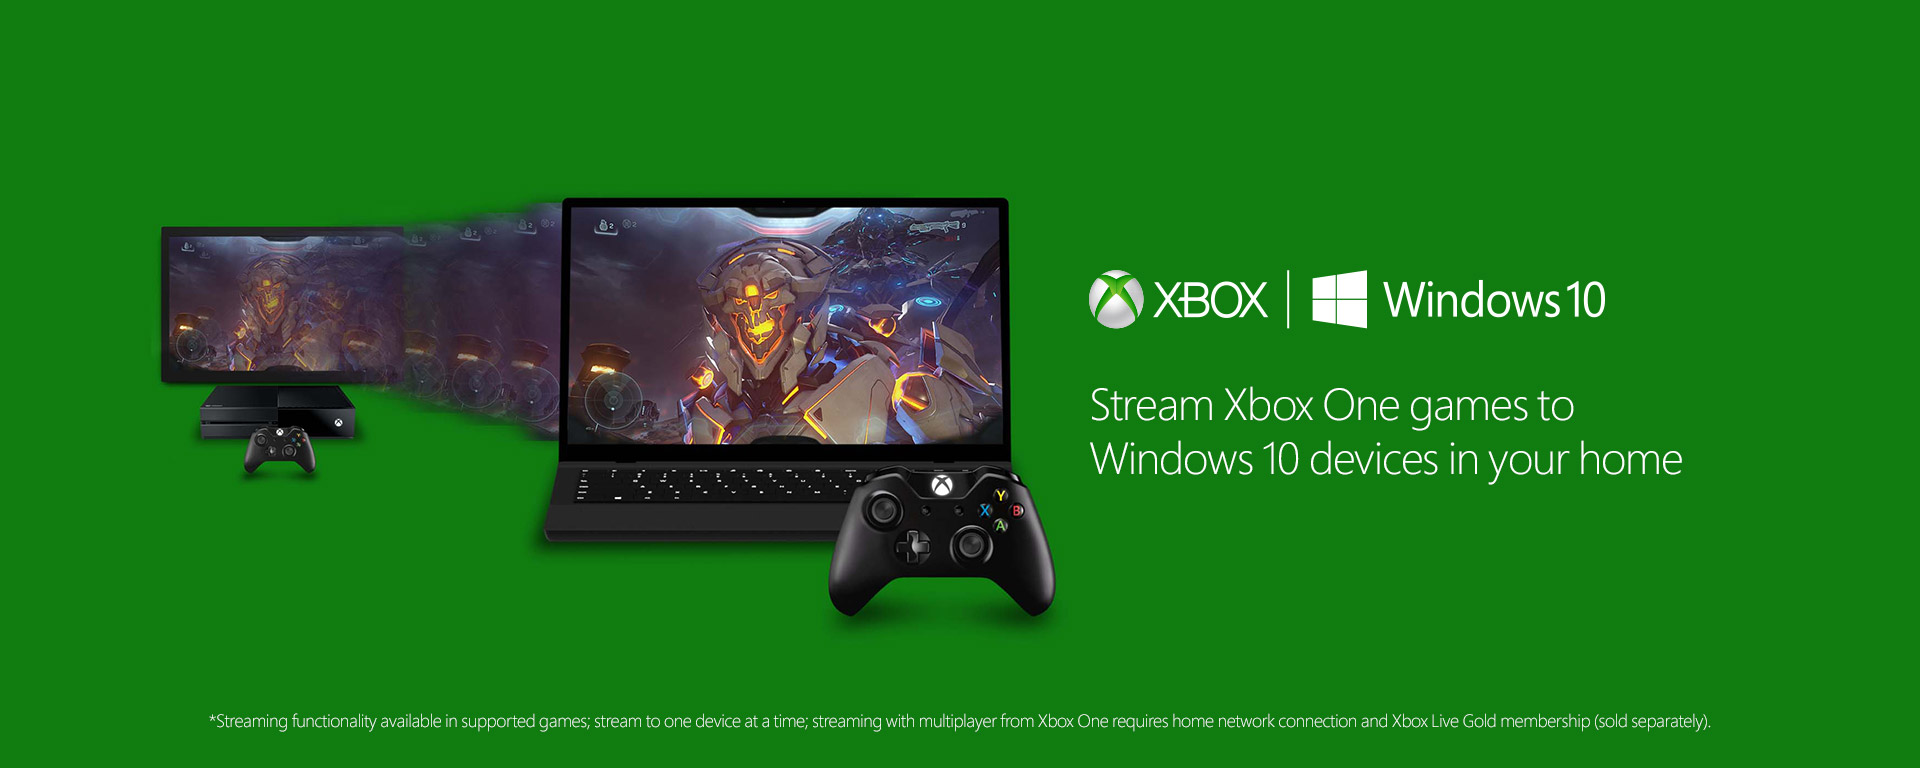 XBOX | Windows 10
Stream Xbox One games to
Windows 10 devices in your home
Y
X B
A
*Streaming functionality available in supported games; stream to one device at a time; streaming with multiplayer from Xbox One requires home network connection and Xbox Live Gold membership (sold separately).